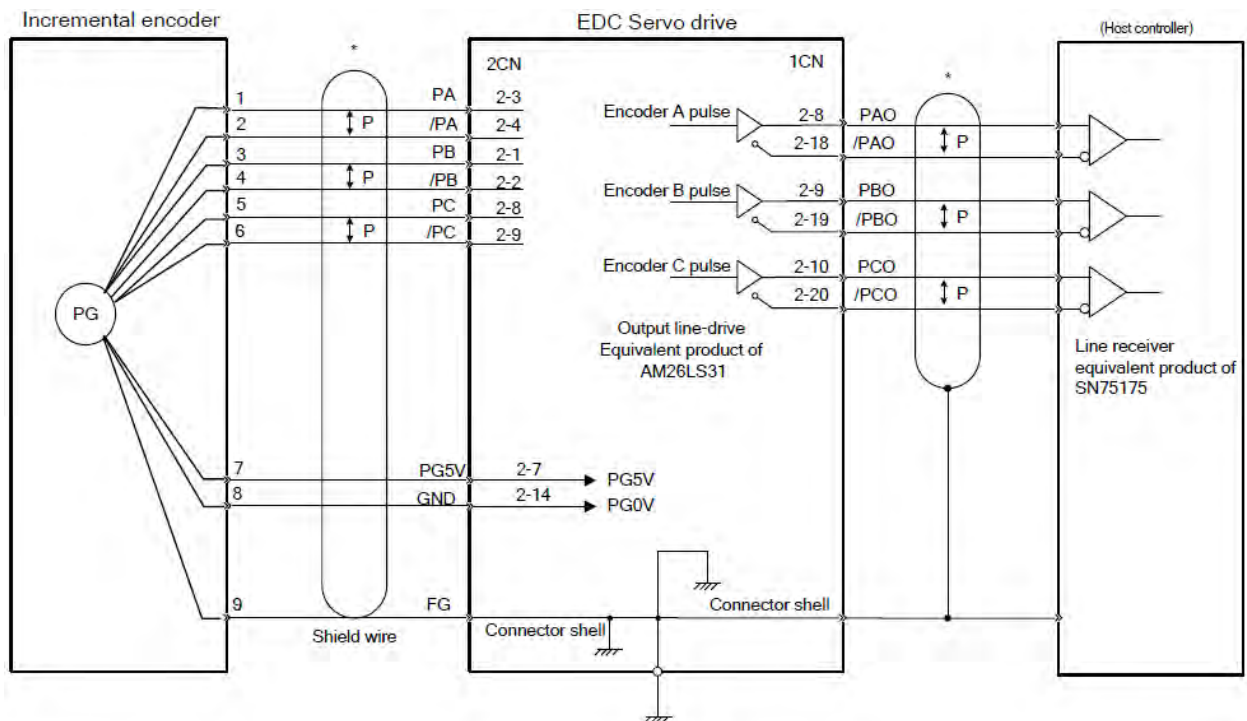 Incremental encoder
EDC Servo drive
(Host controller)
*
2CN
1CN
*
1 PA 2-3
2 P /PA 2-4
3 PB 2-1
4 P /PB 2-2
5 PC 2-8
6 P /PC 2-9
Encoder A pulse 2-8 PAO
2-18 /PAO P
Encoder B pulse 2-9 PBO
2-19 /PBO P
Encoder C pulse 2-10 PCO
2-20 /PCO P
PG
Output line-drive
Equivalent product of
AM26LS31
Line receiver
equivalent product of
SN75175
7 PG5V 2-7 PG5V
8 GND 2-14 PG0V
9 FG
Shield wire
Connector shell
Connector shell